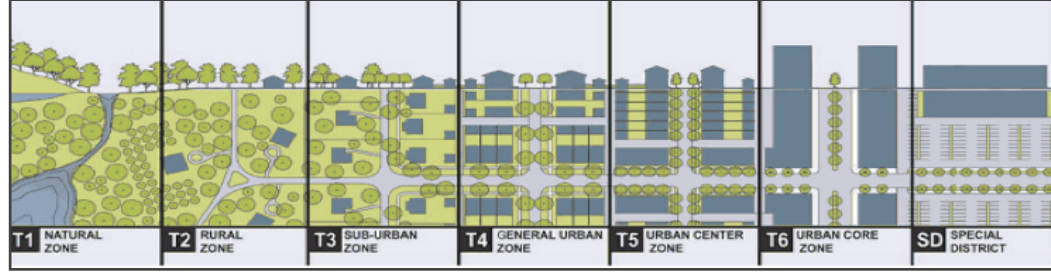 T1 NATURAL
ZONE
T2 RURAL
ZONE
T3 SUB-URBAN
ZONE
T4 GENERAL URBAN
ZONE
T5 URBAN CENTER
ZONE
T6 URBAN CORE
ZONE
SD SPECIAL
DISTRICT